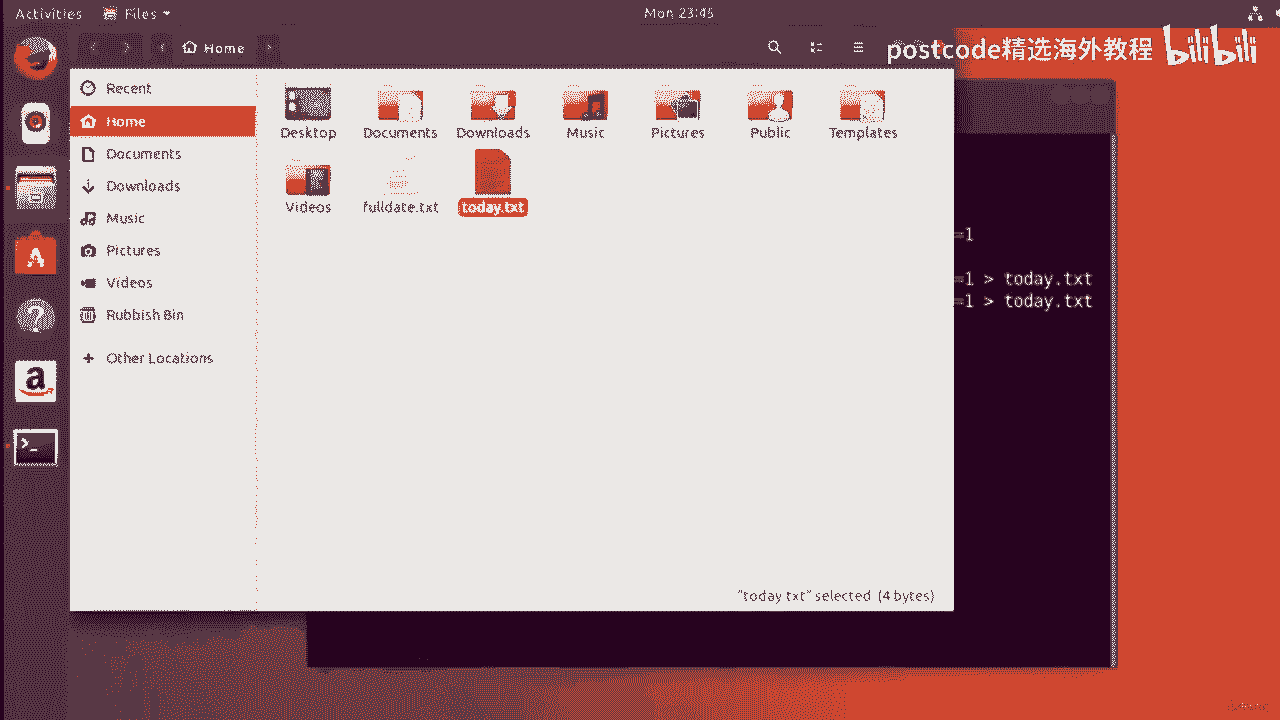 Activities Files Mon 23:45
Home
postcode精选海外教程 bilibili
Recent
Home
Documents
Downloads
Music
Pictures
Videos
Rubbish Bin
Other Locations
Desktop Documents Downloads Music Pictures Public Templates
Videos fulldate.txt today.txt
=1
=1 > today.txt
=1 > today.txt
"today.txt" selected (4 bytes)